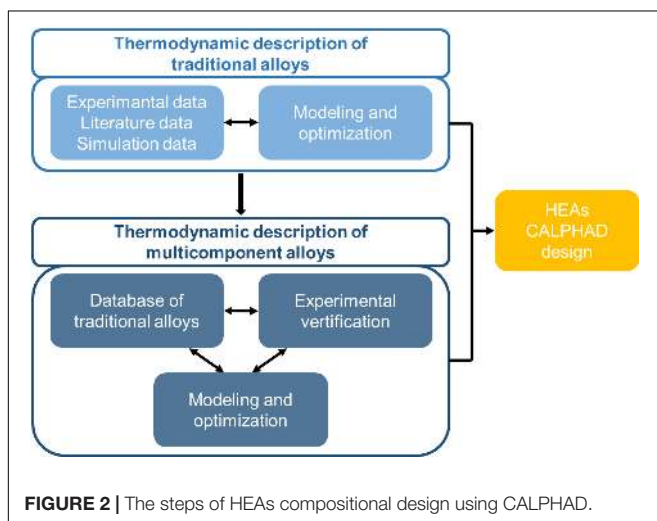 Thermodynamic description of
traditional alloys
Experimantal data
Literature data
Simulation data
Modeling and
optimization
Thermodynamic description of
multicomponent alloys
Database of
traditional alloys
Experimental
vertification
Modeling and
optimization
HEAs
CALPHAD
design
FIGURE 2 | The steps of HEAs compositional design using CALPHAD.